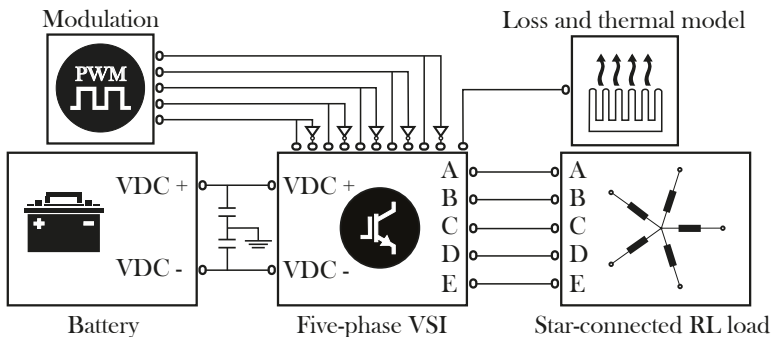 Modulation
Loss and thermal model
PWM
VDC +
VDC +
A
A
B
B
C
C
D
D
VDC -
VDC -
E
E
Battery
Five-phase VSI
Star-connected RL load